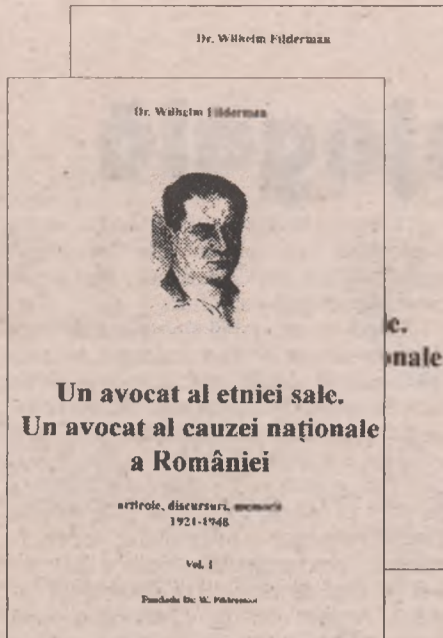 Dr. Wilhelm Filderman
Dr. Wilhelm Filderman
Un avocat al etniei sale.
Un avocat al cauzei naționale
a României
articole, discursuri,
1921-1948
Vol. I
Fundația Dr. W. Filderman
e.
onale